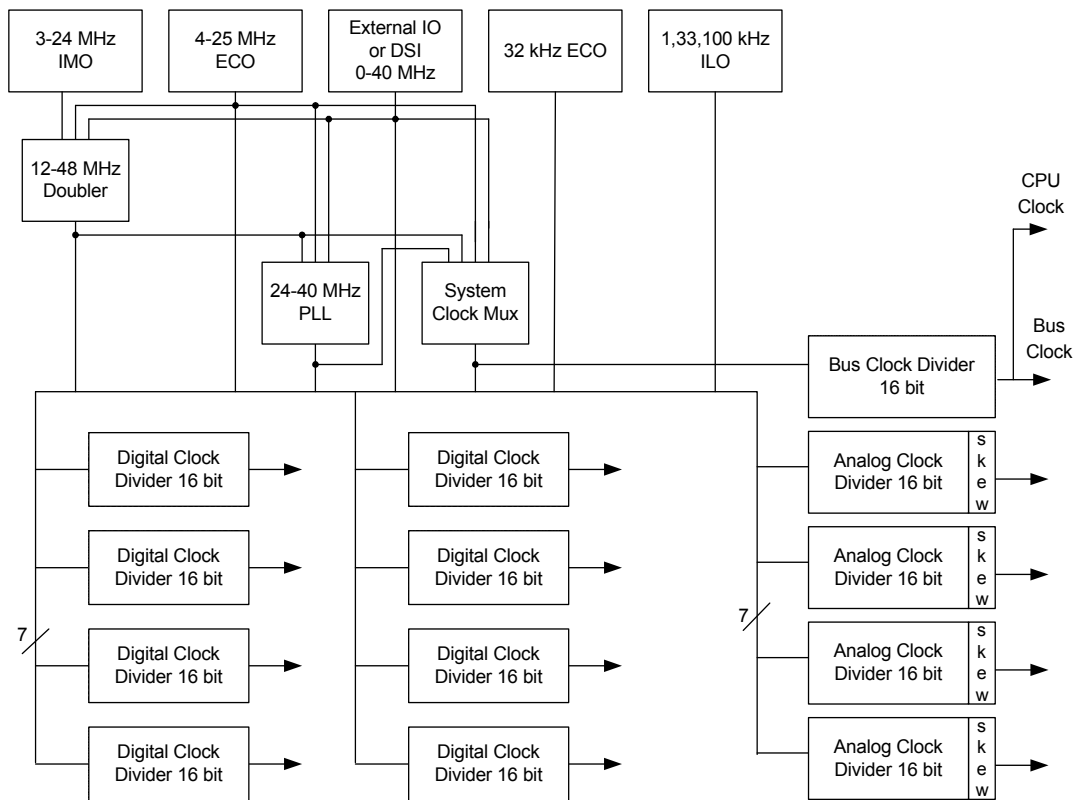 3-24 MHz
IMO
4-25 MHz
ECO
External IO
or DSI
0-40 MHz
32 kHz ECO
1,33,100 kHz
ILO
12-48 MHz
Doubler
24-40 MHz
PLL
System
Clock Mux
CPU
Clock
Bus
Clock
Bus Clock Divider
16 bit
Digital Clock
Divider 16 bit
Digital Clock
Divider 16 bit
Analog Clock
Divider 16 bit
s
k
e
w
Digital Clock
Divider 16 bit
Digital Clock
Divider 16 bit
Analog Clock
Divider 16 bit
s
k
e
w
7
7
Digital Clock
Divider 16 bit
Digital Clock
Divider 16 bit
Analog Clock
Divider 16 bit
s
k
e
w
Digital Clock
Divider 16 bit
Digital Clock
Divider 16 bit
Analog Clock
Divider 16 bit
s
k
e
w